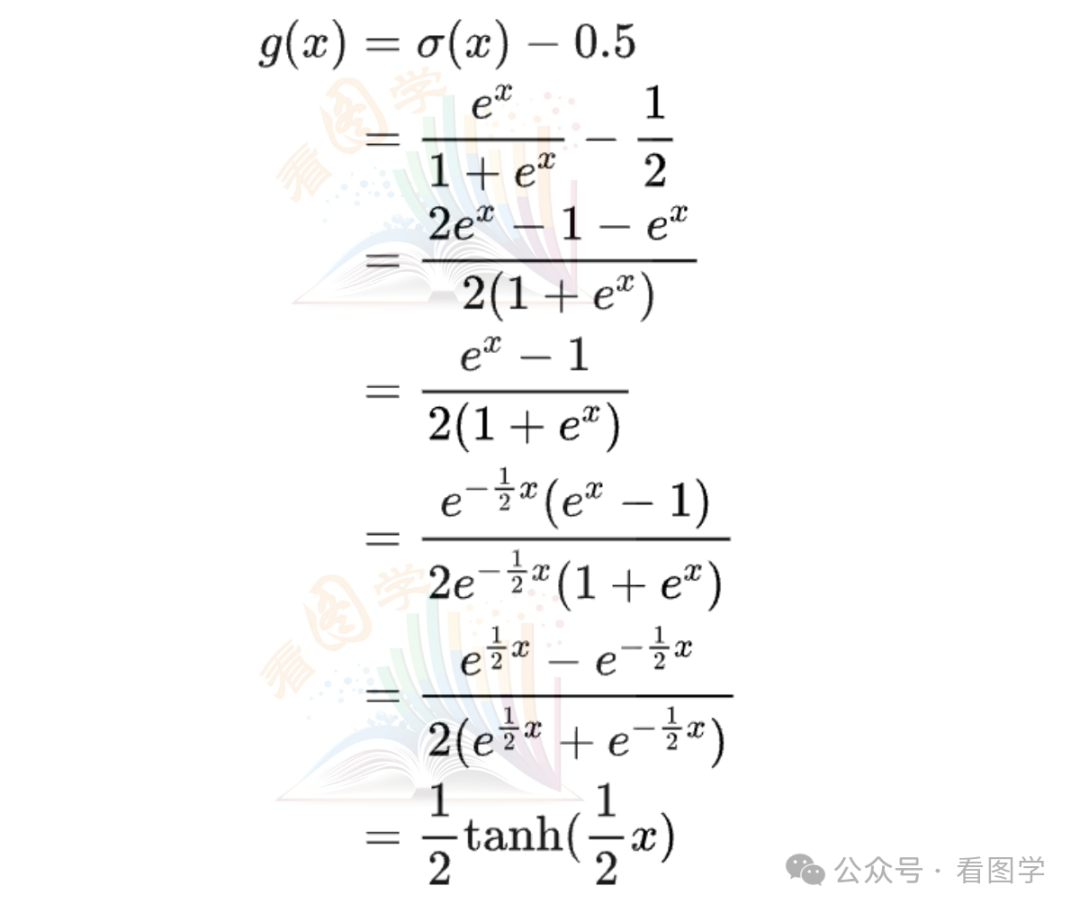 g(x) = σ(x) − 0.5
= \frac{e^x}{1 + e^x} − \frac{1}{2}
= \frac{2e^x − 1 − e^x}{2(1 + e^x)}
= \frac{e^x − 1}{2(1 + e^x)}
= \frac{e^{−\frac{1}{2}x}(e^x − 1)}{2e^{−\frac{1}{2}x}(1 + e^x)}
= \frac{e^{\frac{1}{2}x} − e^{−\frac{1}{2}x}}{2(e^{\frac{1}{2}x} + e^{−\frac{1}{2}x})}
= \frac{1}{2}tanh(\frac{1}{2}x)
看图学
看图学
公众号 · 看图学